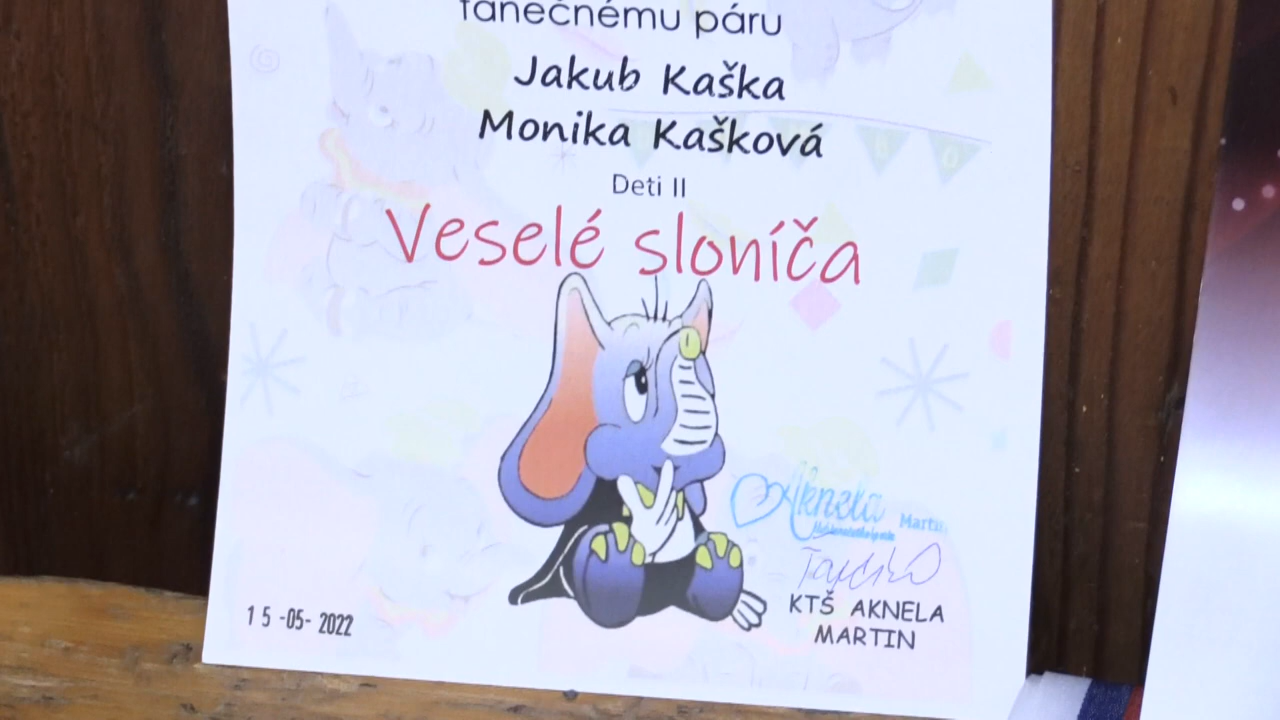 tanečnému páru
Jakub Kaška
Monika Kašková
Deti II
Veselé sloníča
Aknela Martin
KTŠ AKNELA
MARTIN
15 -05- 2022